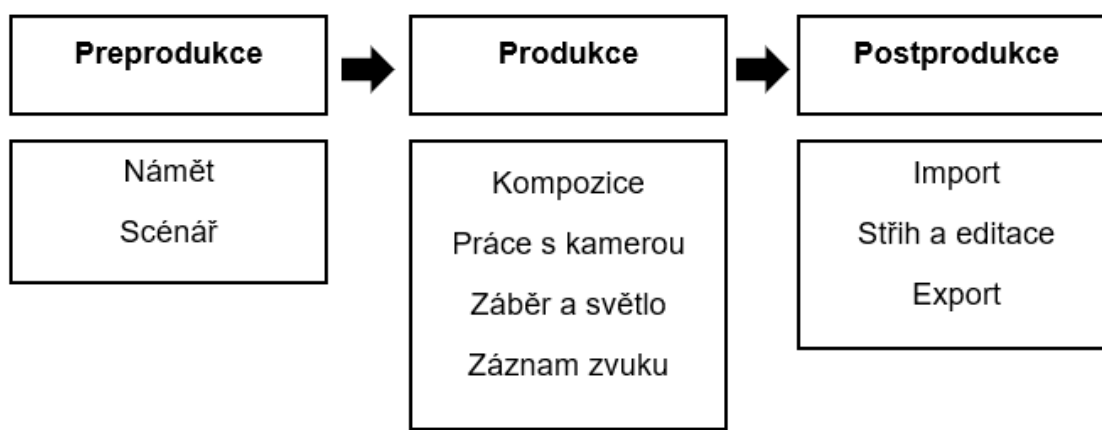 Preprodukce
Produkce
Postprodukce
Námět
Scénář
Kompozice
Práce s kamerou
Záběr a světlo
Záznam zvuku
Import
Střih a editace
Export